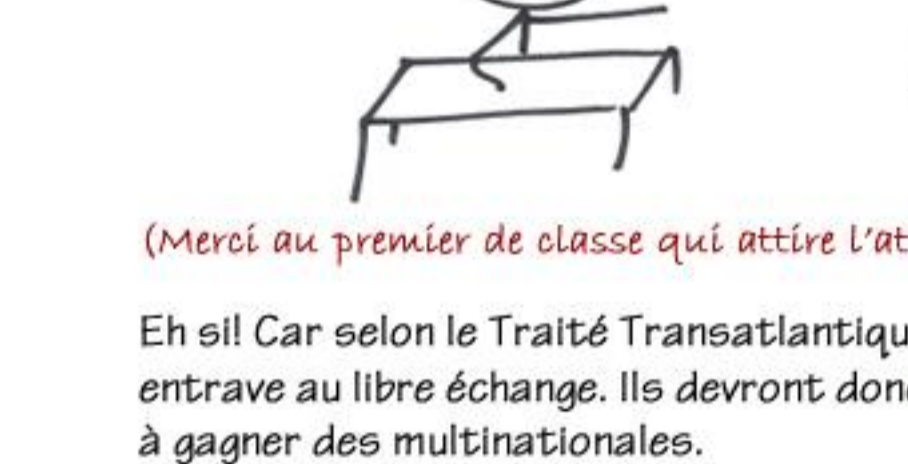 (Merci au premier de classe qui attire l'at
Eh si! Car selon le Traité Transatlantiqu
entrave au libre échange. Ils devront donc
à gagner des multinationales.